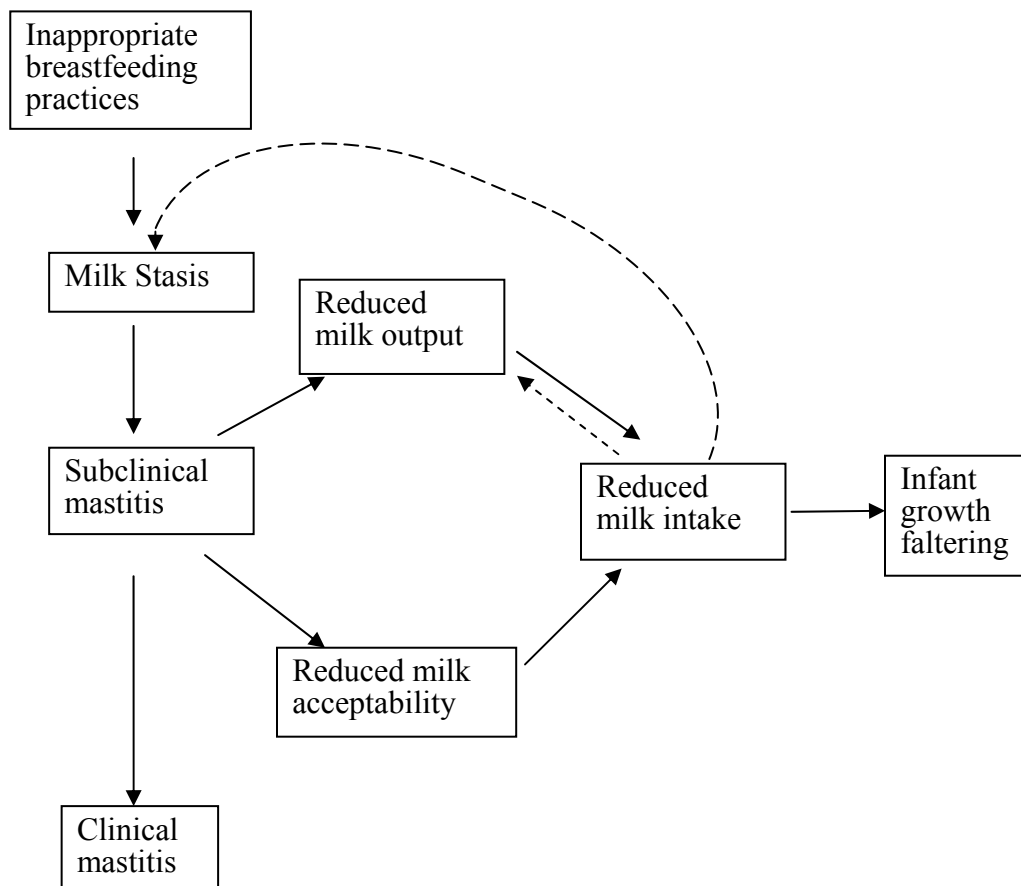 Inappropriate
breastfeeding
practices
Milk Stasis
Reduced
milk output
Subclinical
mastitis
Reduced
milk intake
Infant
growth
faltering
Reduced milk
acceptability
Clinical
mastitis